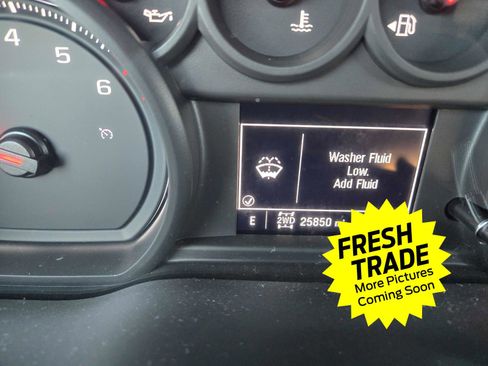 4
5
6
Washer Fluid
Low.
Add Fluid
E 2WD 25850
FRESH
TRADE
More Pictures
Coming Soon